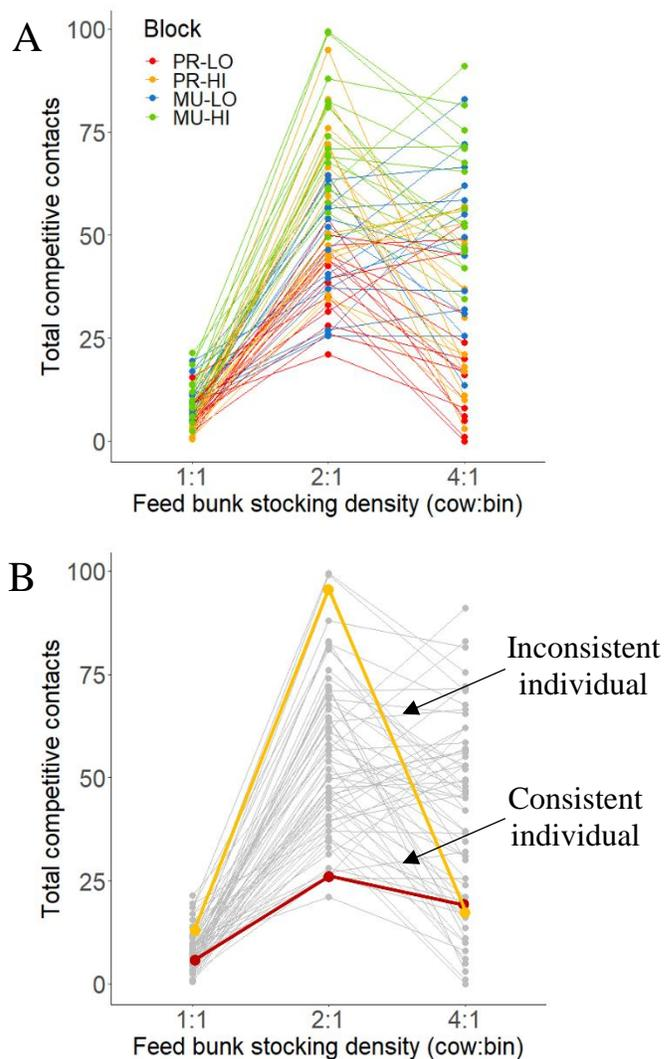 A
Block
PR-LO
PR-HI
MU-LO
MU-HI
Total competitive contacts
100
75
50
25
0
1:1
2:1
4:1
Feed bunk stocking density (cow:bin)
B
Total competitive contacts
100
75
50
25
0
Inconsistent
individual
Consistent
individual
1:1
2:1
4:1
Feed bunk stocking density (cow:bin)